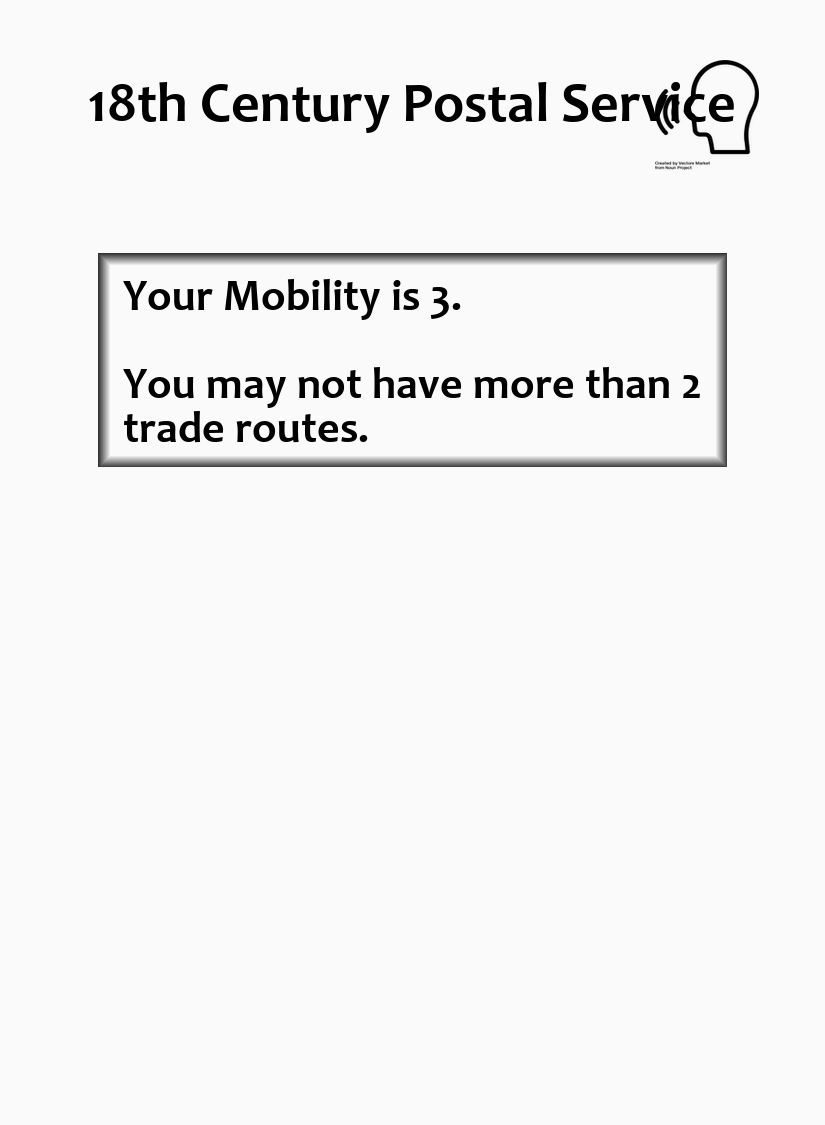 18th Century Postal Service
Created by Vectors Market
from Noun Project
Your Mobility is 3.
You may not have more than 2
trade routes.